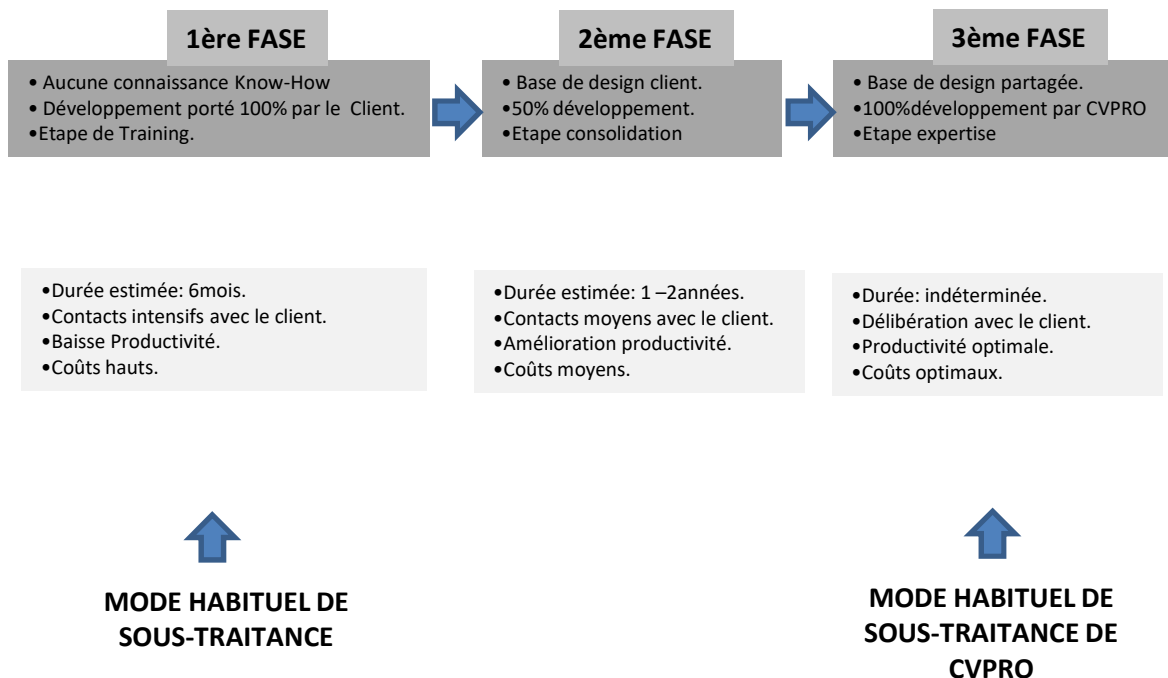 1ère FASE
• Aucune connaissance Know-How
• Développement porté 100% par le Client.
•Etape de Training.
2ème FASE
• Base de design client.
•50% développement.
•Etape consolidation
3ème FASE
• Base de design partagée.
•100%développement par CVPRO
•Etape expertise
•Durée estimée: 6mois.
•Contacts intensifs avec le client.
•Baisse Productivité.
•Coûts hauts.
•Durée estimée: 1 –2années.
•Contacts moyens avec le client.
•Amélioration productivité.
•Coûts moyens.
•Durée: indéterminée.
•Délibération avec le client.
•Productivité optimale.
•Coûts optimaux.
MODE HABITUEL DE
SOUS-TRAITANCE
MODE HABITUEL DE
SOUS-TRAITANCE DE
CVPRO